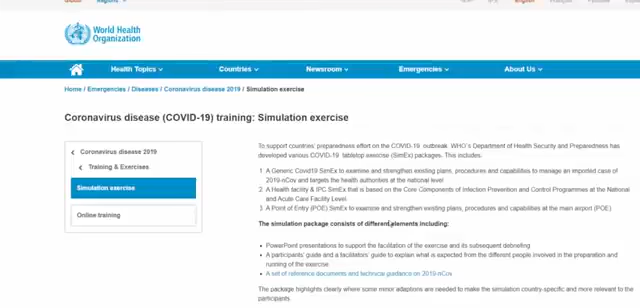 Global Regions English Français
World Health
Organization
Health Topics Countries Newsroom Emergencies About Us
Home / Emergencies / Diseases / Coronavirus disease 2019 / Simulation exercise
Coronavirus disease (COVID-19) training: Simulation exercise
Coronavirus disease 2019
Training & Exercises
Simulation exercise
Online training
To support countries' preparedness effort on the COVID-19 outbreak. WHO's Department of Health Security and Preparedness has
developed various COVID-19 tabletop exercise (SimEx) packages. This includes:
1 A Generic Covid19 SimEx to examine and strengthen existing plans, procedures and capabilities to manage an imported case of
2019-nCoV and targets the health authorities at the national level
2 A Health facility & IPC SimEx that is based on the Core Components of Infection Prevention and Control Programmes at the National
and Acute Care Facility Level
3 A Point of Entry (POE) SimEx to examine and strengthen existing plans, procedures and capabilities at the main airport (POE)
The simulation package consists of different elements including:
• PowerPoint presentations to support the facilitation of the exercise and its subsequent debriefing
• A participants' guide and a facilitators' guide to explain what is expected from the different people involved in the preparation and
running of the exercise
• A set of reference documents and technical guidance on 2019-nCov
The package highlights clearly where some minor adaptions are needed to make the simulation country-specific and more relevant to the
participants